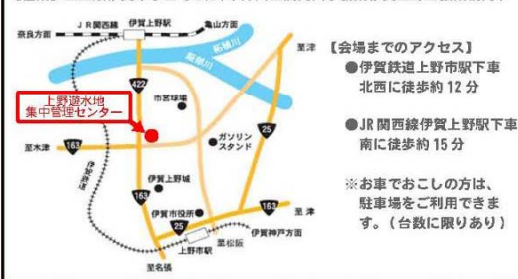 JR関西線
伊賀上野駅
奈良方面
亀山方面
至津
柘植川
服部川
422
上野遊水地
集中管理センター
市営球場
25
ガソリン
スタンド
至木津
163
163
伊賀鉄道
伊賀上野城
163
至 津
伊賀市役所
25
伊賀神戸方面
上野市駅
至松阪
至名張
【会場までのアクセス】
●伊賀鉄道上野市駅下車
北西に徒歩約12分
●JR関西線伊賀上野駅下車
南に徒歩約15分
※お車でおこしの方は、
駐車場をご利用できま
す。(台数に限りあり)